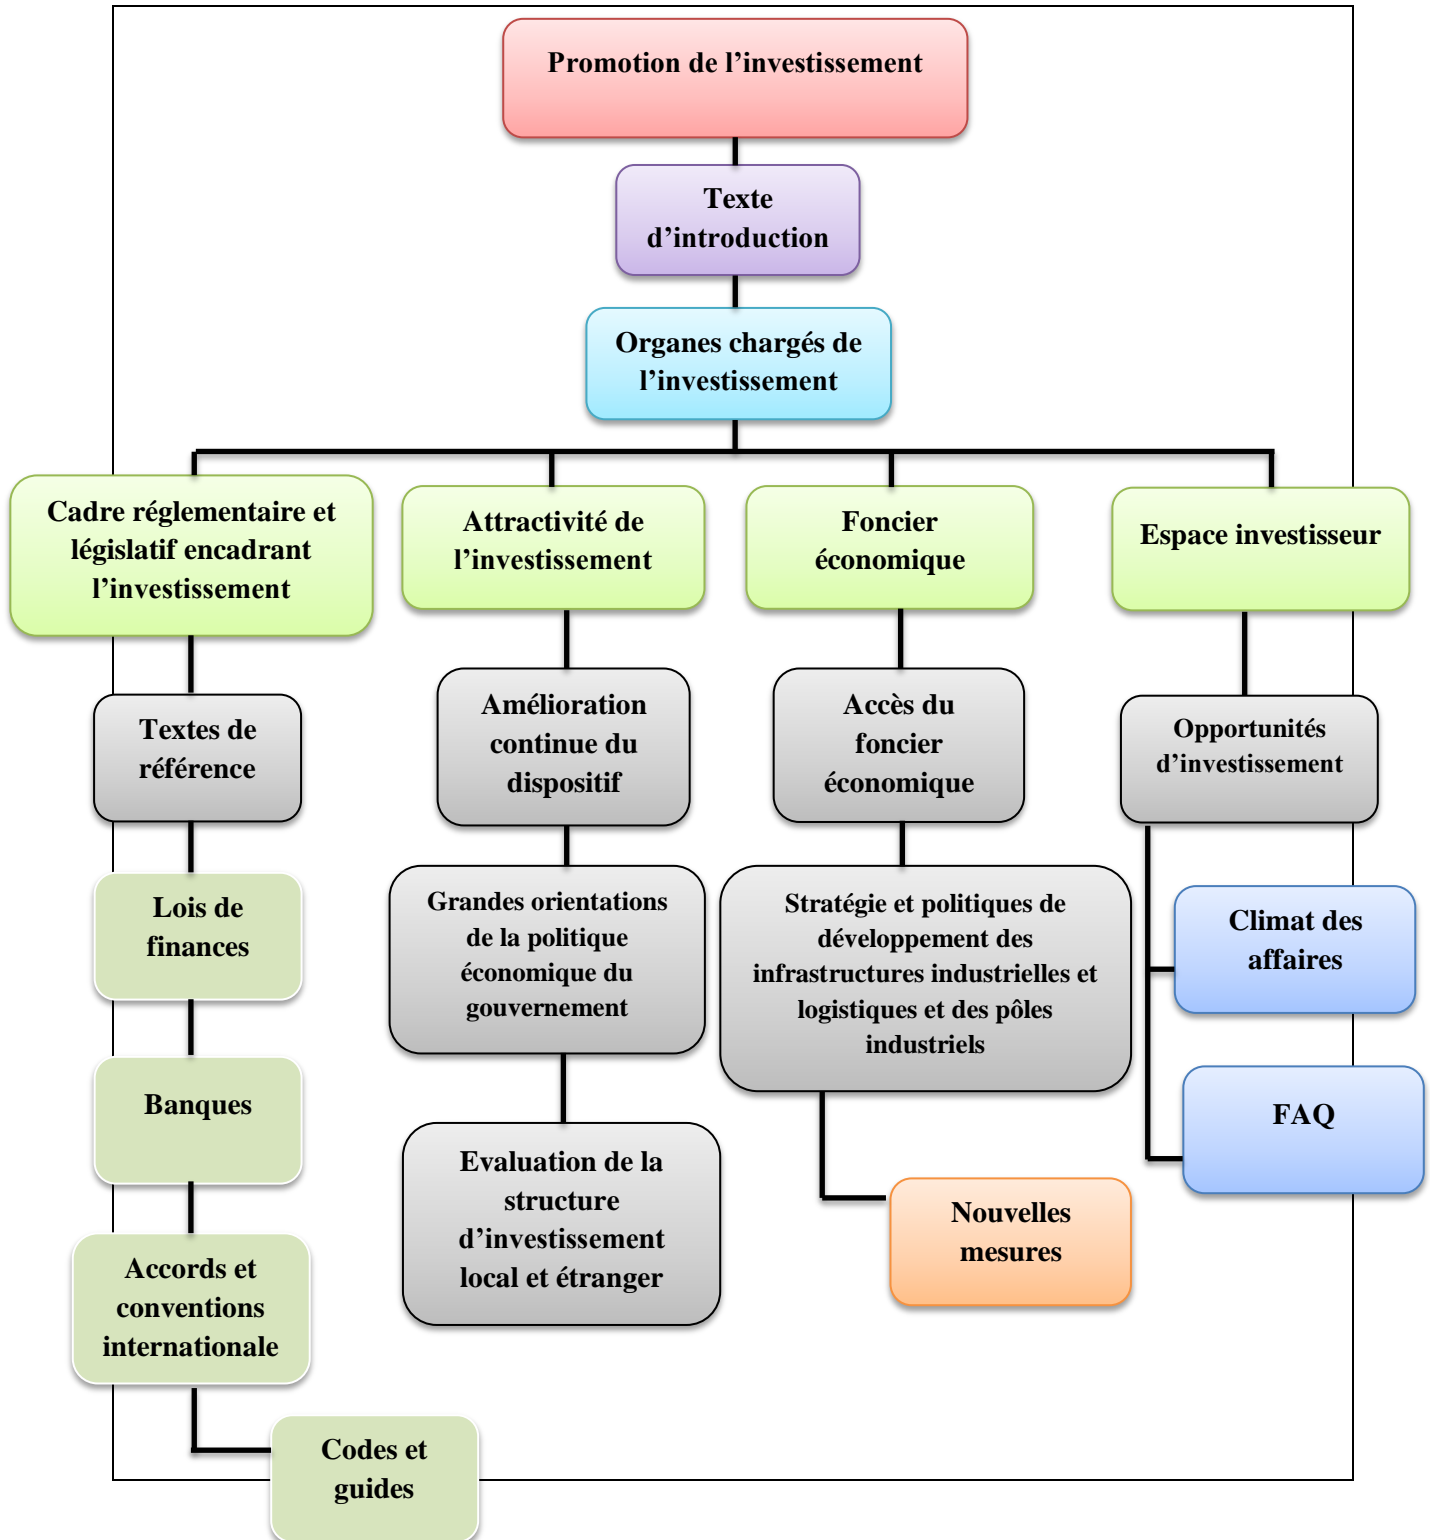 Promotion de l’investissement
Texte
d’introduction
Organes chargés de
l’investissement
Cadre réglementaire et
législatif encadrant
l’investissement
Attractivité de
l’investissement
Foncier
économique
Espace investisseur
Textes de
référence
Amélioration
continue du
dispositif
Accès du
foncier
économique
Opportunités
d’investissement
Lois de
finances
Grandes orientations
de la politique
économique du
gouvernement
Stratégie et politiques de
développement des
infrastructures industrielles et
logistiques et des pôles
industriels
Climat des
affaires
Banques
Evaluation de la
structure
d’investissement
local et étranger
FAQ
Nouvelles
mesures
Accords et
conventions
internationale
Codes et
guides